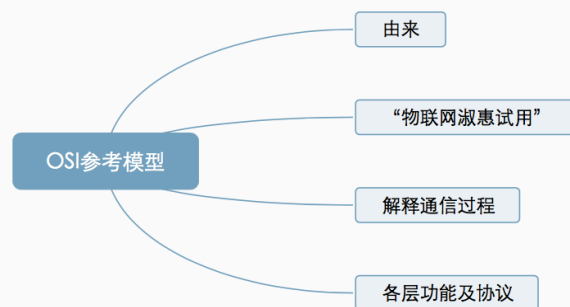 OSI参考模型
由来
“物联网淑惠试用”
解释通信过程
各层功能及协议